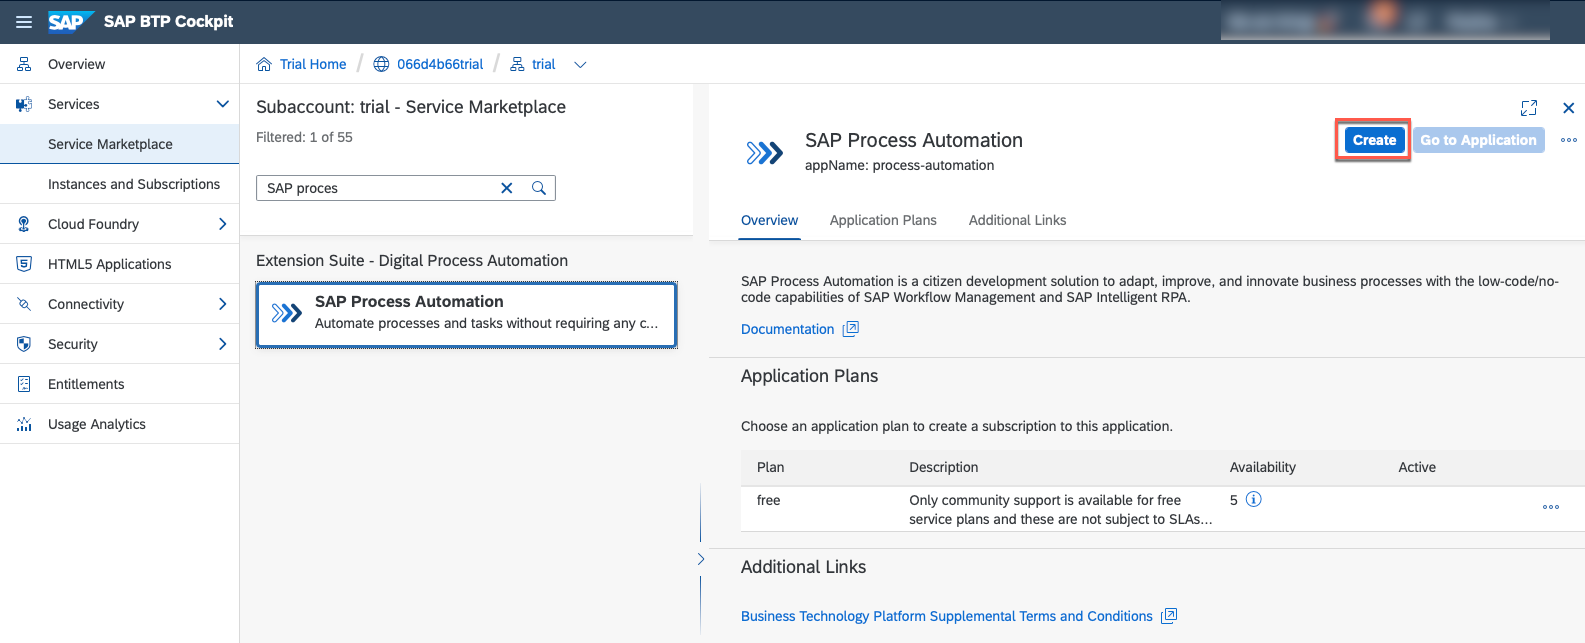 SAP SAP BTP Cockpit
Overview
Services
Service Marketplace
Instances and Subscriptions
Cloud Foundry
HTML5 Applications
Connectivity
Security
Entitlements
Usage Analytics
Trial Home / 066d4b66trial / trial
Subaccount: trial - Service Marketplace
Filtered: 1 of 55
SAP proces
Extension Suite - Digital Process Automation
SAP Process Automation
Automate processes and tasks without requiring any c...
SAP Process Automation
appName: process-automation
Create
Go to Application
Overview
Application Plans
Additional Links
SAP Process Automation is a citizen development solution to adapt, improve, and innovate business processes with the low-code/no-
code capabilities of SAP Workflow Management and SAP Intelligent RPA.
Documentation
Application Plans
Choose an application plan to create a subscription to this application.
Plan Description Availability Active
free Only community support is available for free 5
service plans and these are not subject to SLAs...
Additional Links
Business Technology Platform Supplemental Terms and Conditions